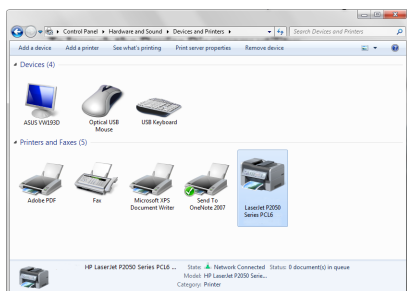 Control Panel ▸ Hardware and Sound ▸ Devices and Printers ▸
Search Devices and Printers
Add a device Add a printer See what's printing Print server properties Remove device
Devices (4)
ASUS VW193D
Optical USB
Mouse
USB Keyboard
Printers and Faxes (5)
Adobe PDF
Fax
Microsoft XPS
Document Writer
Send To
OneNote 2007
LaserJet P2050
Series PCL6
HP LaserJet P2050 Series PCL6 ... State: Network Connected Status: 0 document(s) in queue
Model: HP LaserJet P2050 Serie...
Category: Printer